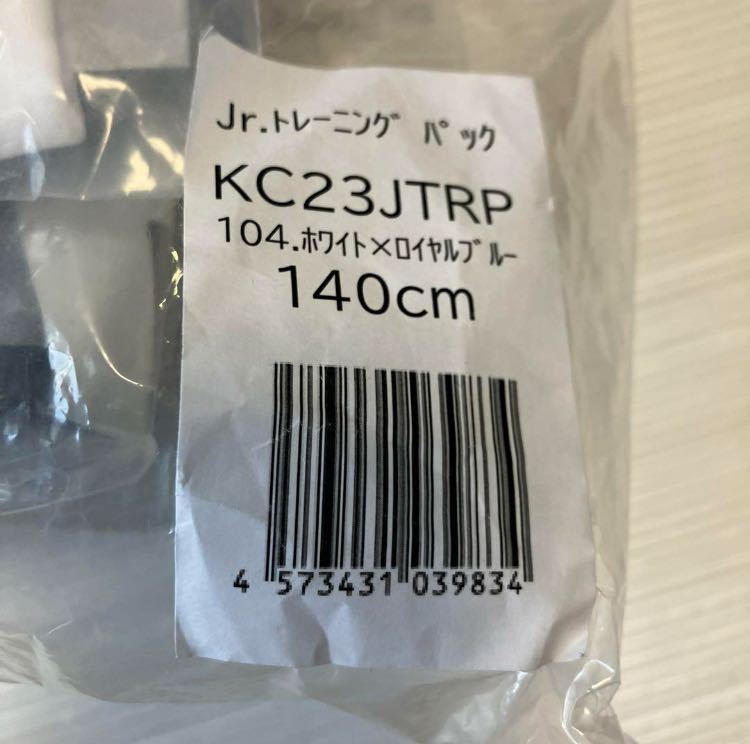 Jr.ﾄﾚｰﾆﾝｸﾞ ﾊﾟｯｸ
KC23JTRP
104.ﾎﾜｲﾄ×ﾛｲﾔﾙﾌﾞﾙｰ
140cm
4 573431 039834